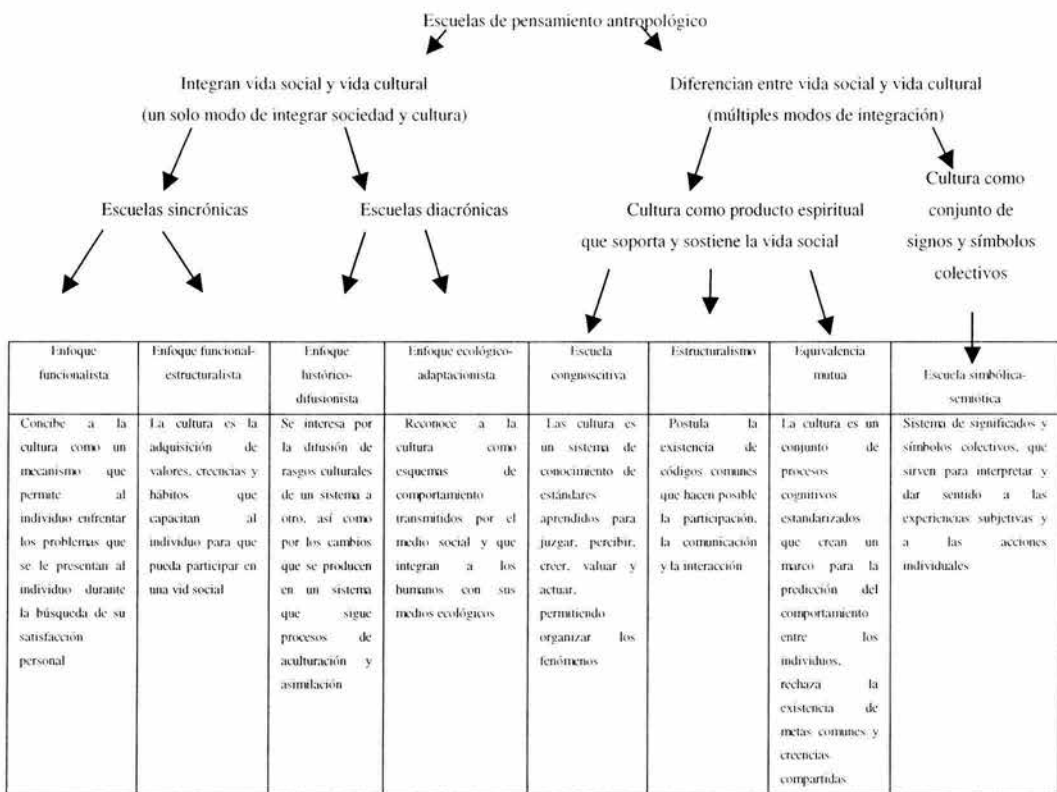 Escuelas de pensamiento antropológico
Integran vida social y vida cultural
(un solo modo de integrar sociedad y cultura)
Diferencian entre vida social y vida cultural
(múltiples modos de integración)
Escuelas sincrónicas
Escuelas diacrónicas
Cultura como producto espiritual
que soporta y sostiene la vida social
Cultura como
conjunto de
signos y símbolos
colectivos
Enfoque
funcionalista
Concibe a la
cultura como un
mecanismo que
permite al
individuo enfrentar
los problemas que
se le presentan al
individuo durante
la búsqueda de su
satisfacción
personal
Enfoque funcional-
estructuralista
La cultura es la
adquisición de
valores, creencias y
hábitos que
capacitan al
individuo para que
pueda participar en
una vid social
Enfoque
histórico-
difusionista
Se interesa por
la difusión de
rasgos culturales
de un sistema a
otro, así como
por los cambios
que se producen
en un sistema
que sigue
procesos de
aculturación y
asimilación
Enfoque ecológico-
adaptacionista
Reconoce a la
cultura como
esquemas de
comportamiento
transmitidos por el
medio social y que
integran a los
humanos con sus
medios ecológicos
Escuela
congnoscitiva
Las cultura es
un sistema de
conocimiento de
estándares
aprendidos para
juzgar, percibir,
creer, valuar y
actuar,
permitiendo
organizar los
fenómenos
Estructuralismo
Postula la
existencia de
códigos comunes
que hacen posible
la participación,
la comunicación
y la interacción
Equivalencia
mutua
La cultura es un
conjunto de
procesos
cognitivos
estandarizados
que crean un
marco para la
predicción del
comportamiento
entre los
individuos,
rechaza la
existencia de
metas comunes y
creencias
compartidas
Escuela simbólica-
semiótica
Sistema de significados y
símbolos colectivos, que
sirven para interpretar y
dar sentido a las
experiencias subjetivas y
a las acciones
individuales